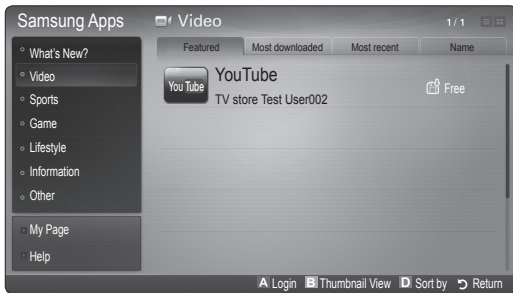 Samsung Apps
Video
1/1
What's New?
Video
Sports
Game
Lifestyle
Information
Other
My Page
Help
Featured
Most downloaded
Most recent
Name
You Tube
YouTube
TV store Test User002
Free
A Login B Thumbnail View D Sort by Return